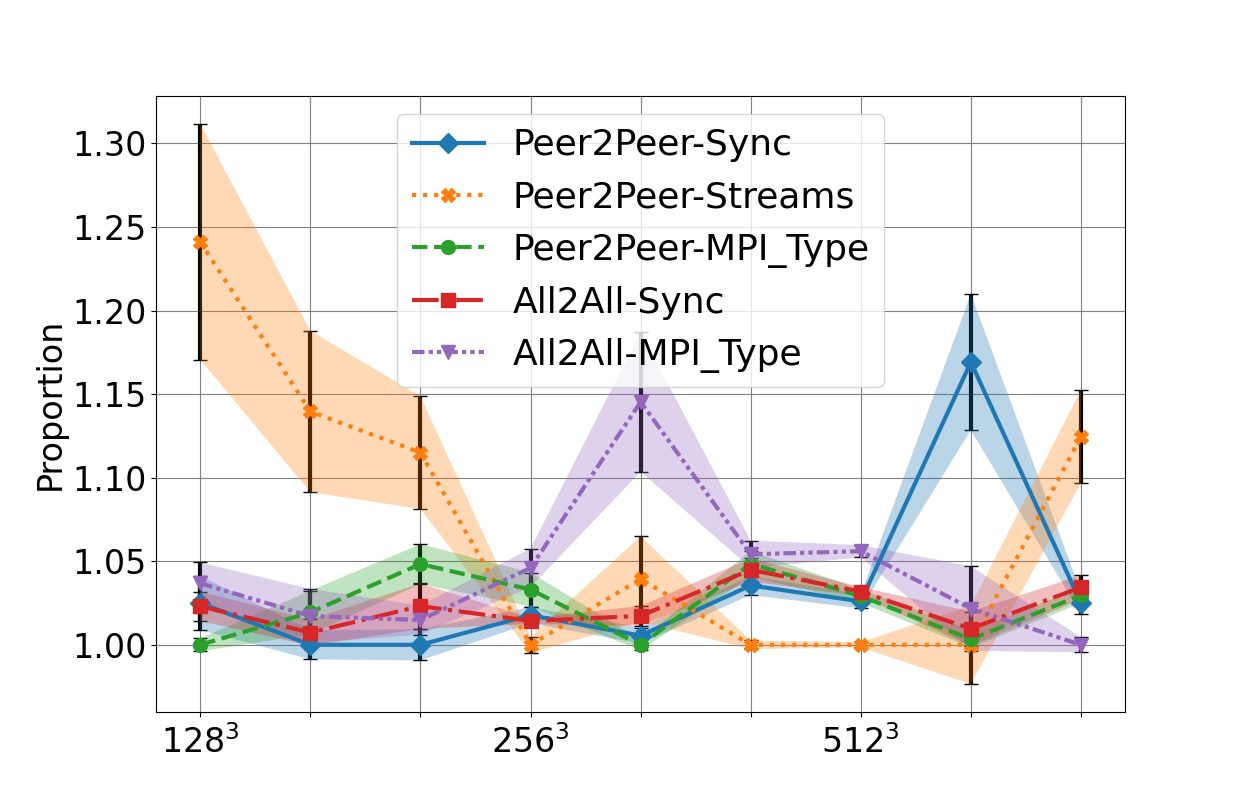 Proportion
1.30
1.25
1.20
1.15
1.10
1.05
1.00
Peer2Peer-Sync
Peer2Peer-Streams
Peer2Peer-MPI_Type
All2All-Sync
All2All-MPI_Type
128³ 256³ 512³